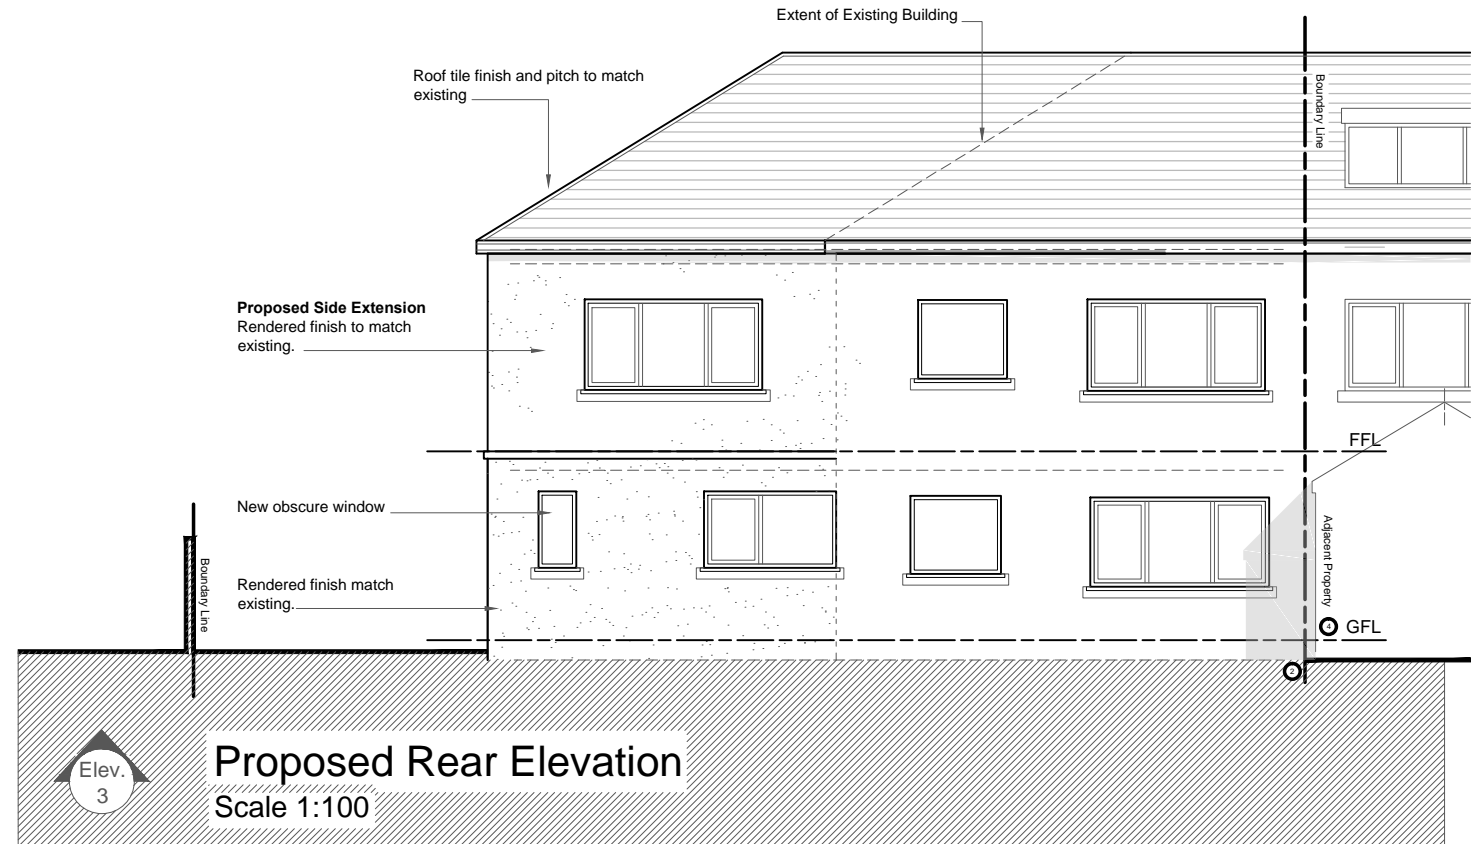 Extent of Existing Building
Roof tile finish and pitch to match
existing
Boundary Line
Proposed Side Extension
Rendered finish to match
existing.
FFL
New obscure window
Adjacent Property
Boundary Line
Rendered finish match
existing.
4
GFL
2
Elev.
3
Proposed Rear Elevation
Scale 1:100